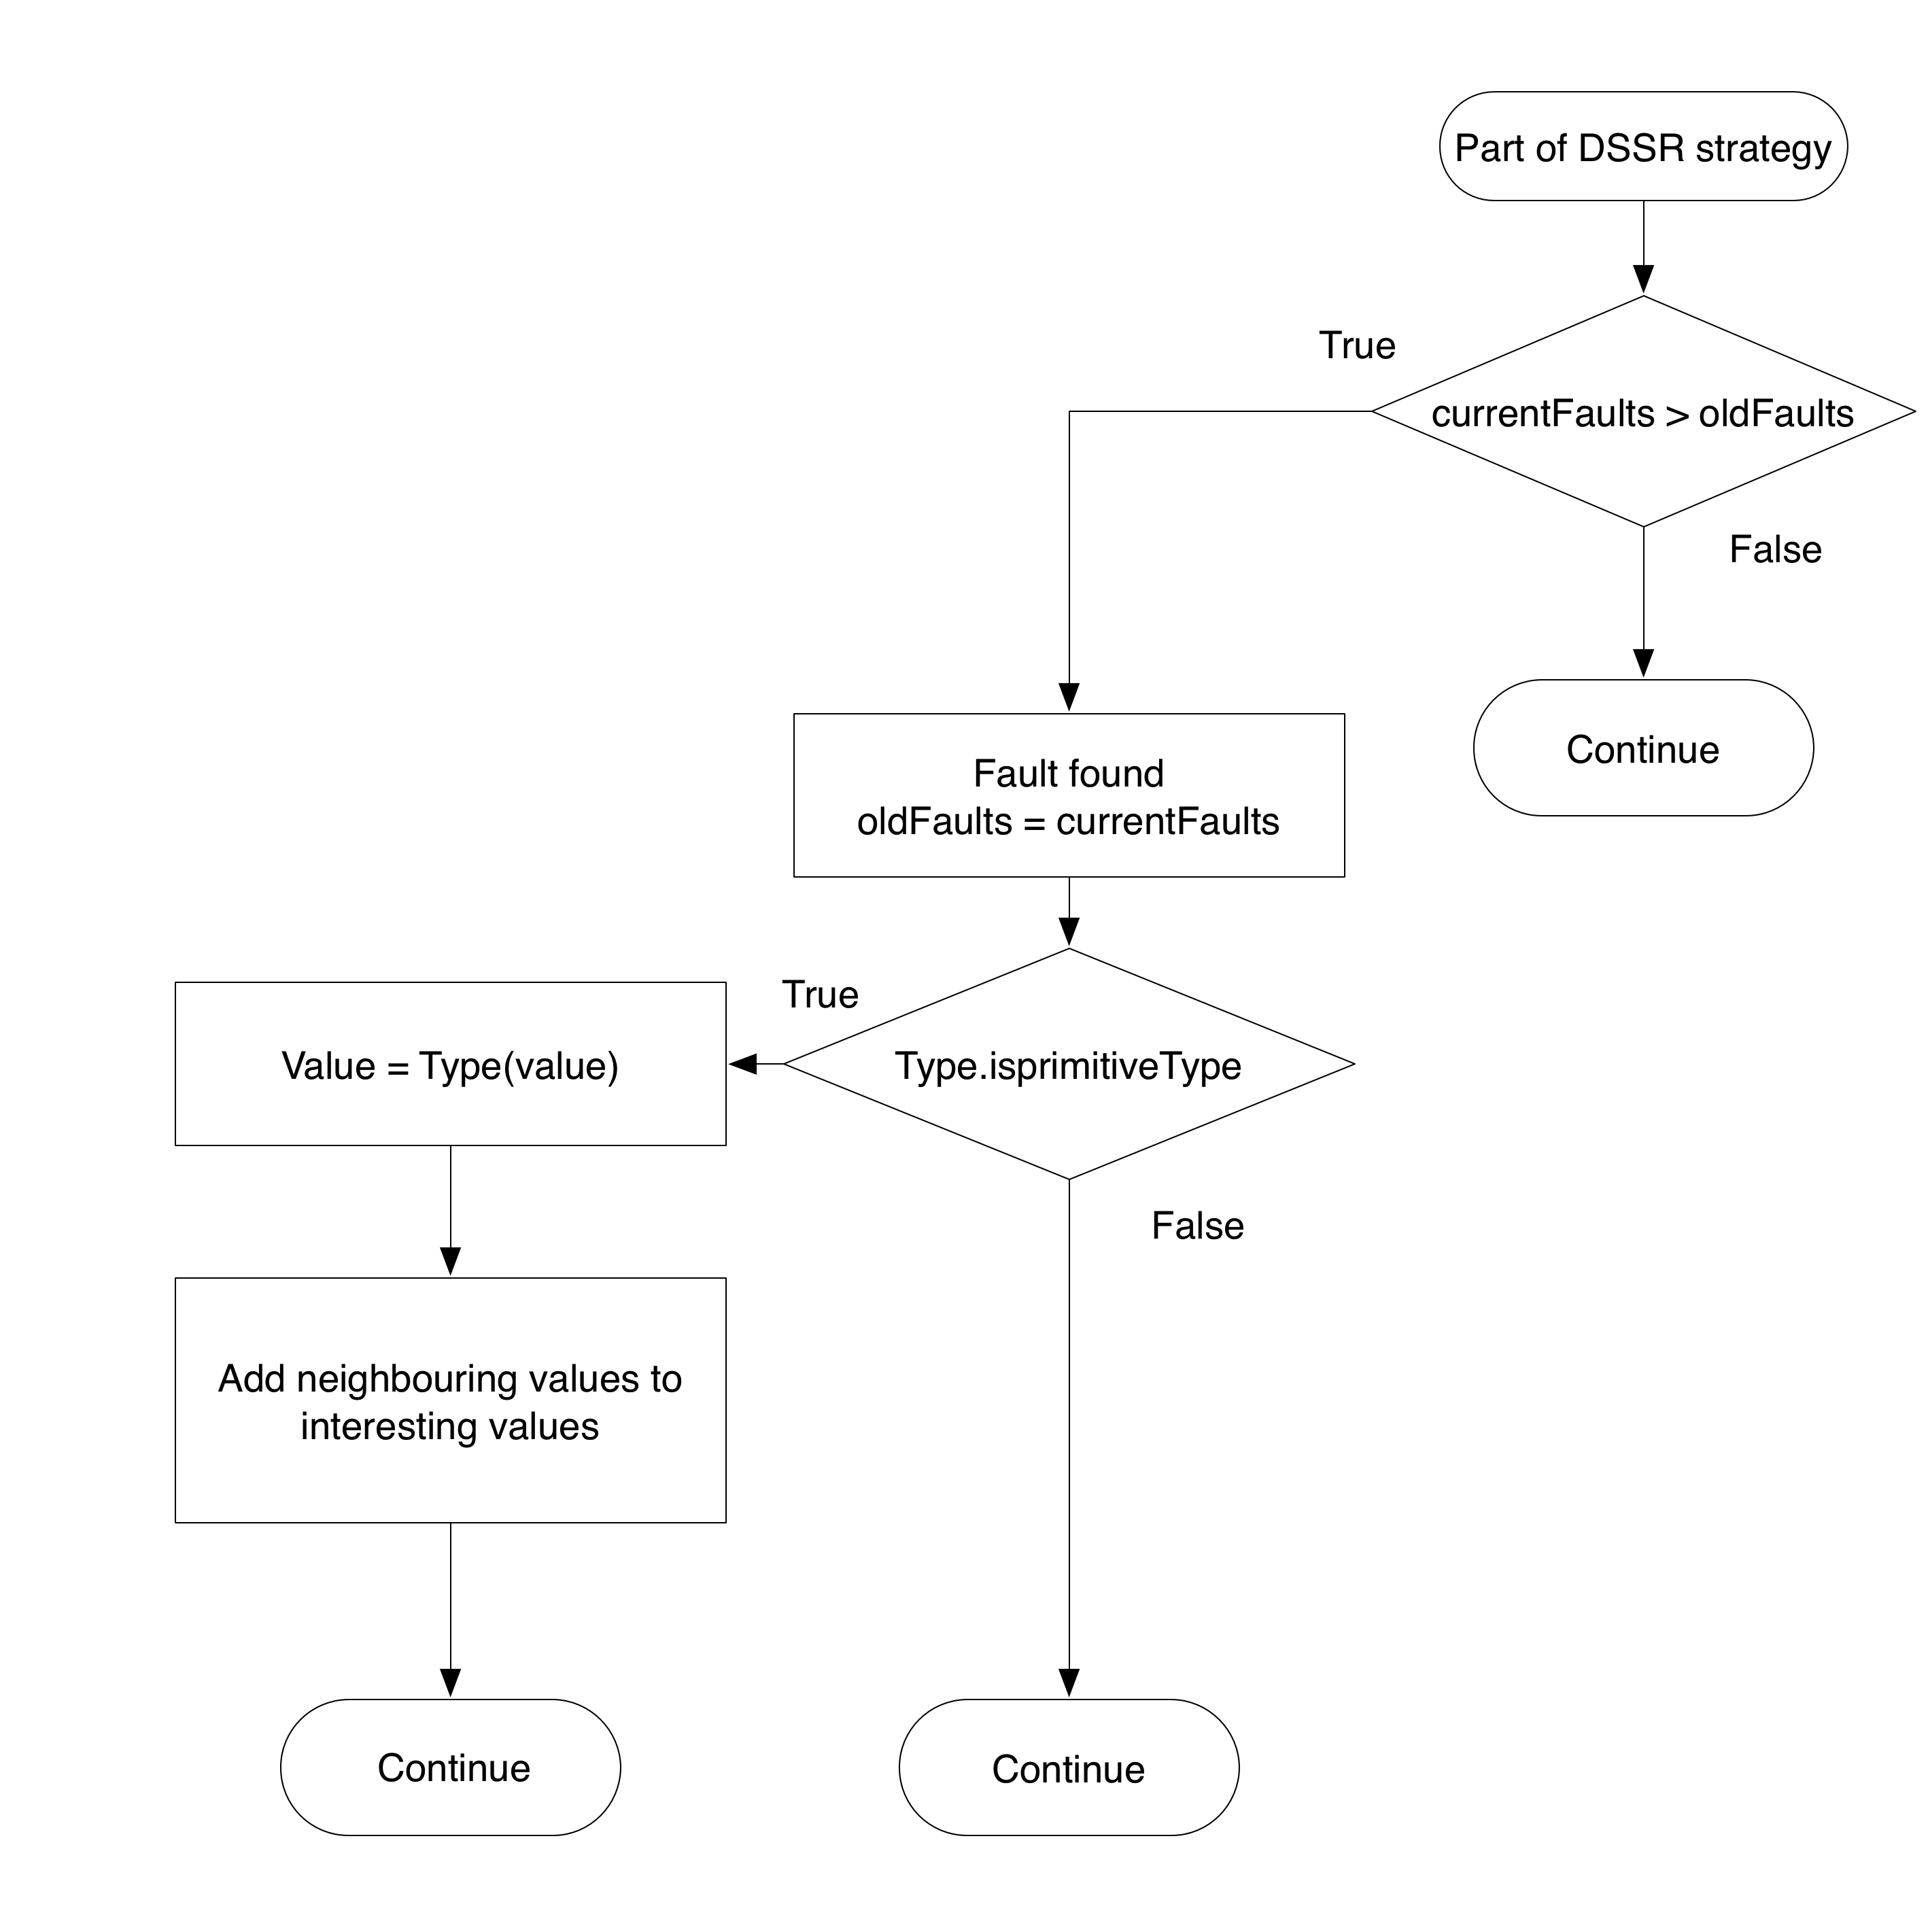 Part of DSSR strategy
True
currentFaults > oldFaults
False
Continue
Fault found
oldFaults = currentFaults
True
Value = Type(value)
Type.isprimitiveType
False
Add neighbouring values to
interesting values
Continue
Continue